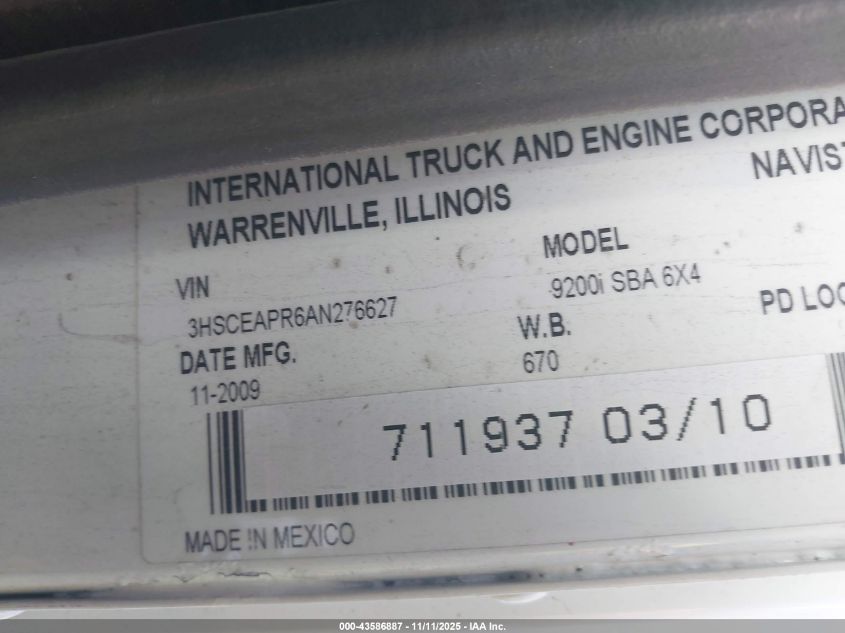 INTERNATIONAL TRUCK AND ENGINE CORPORA
WARRENVILLE, ILLINOIS
NAVIST
VIN
MODEL
3HSCEAPR6AN276627
9200i SBA 6X4
DATE MFG.
W.B.
PD LOC
11-2009
670
711937 03/10
MADE IN MEXICO
000-43586887 - 11/11/2025 - IAA Inc.